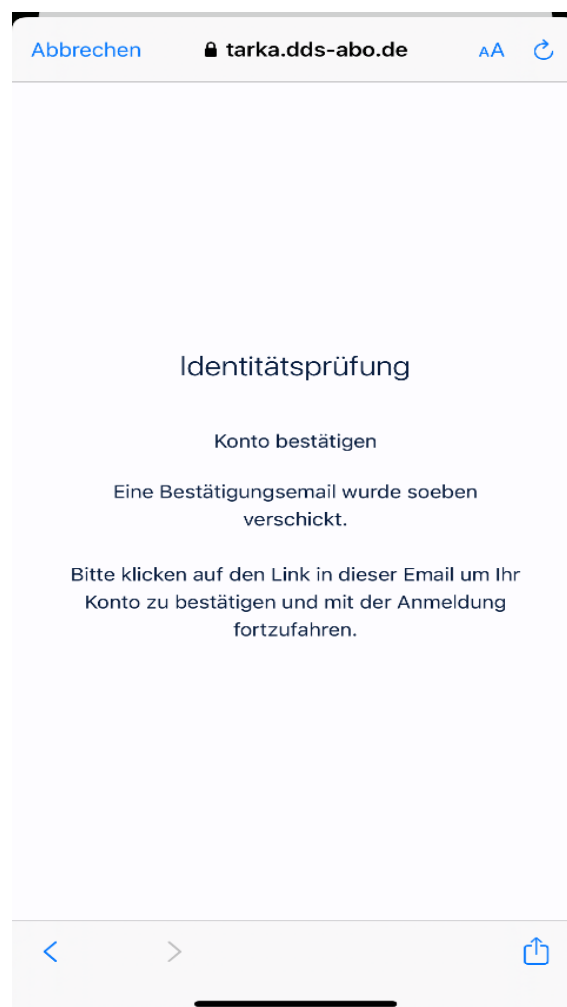 Abbrechen tarka.dds-abo.de AA
Identitätsprüfung
Konto bestätigen
Eine Bestätigungsemail wurde soeben
verschickt.
Bitte klicken auf den Link in dieser Email um Ihr
Konto zu bestätigen und mit der Anmeldung
fortzufahren.